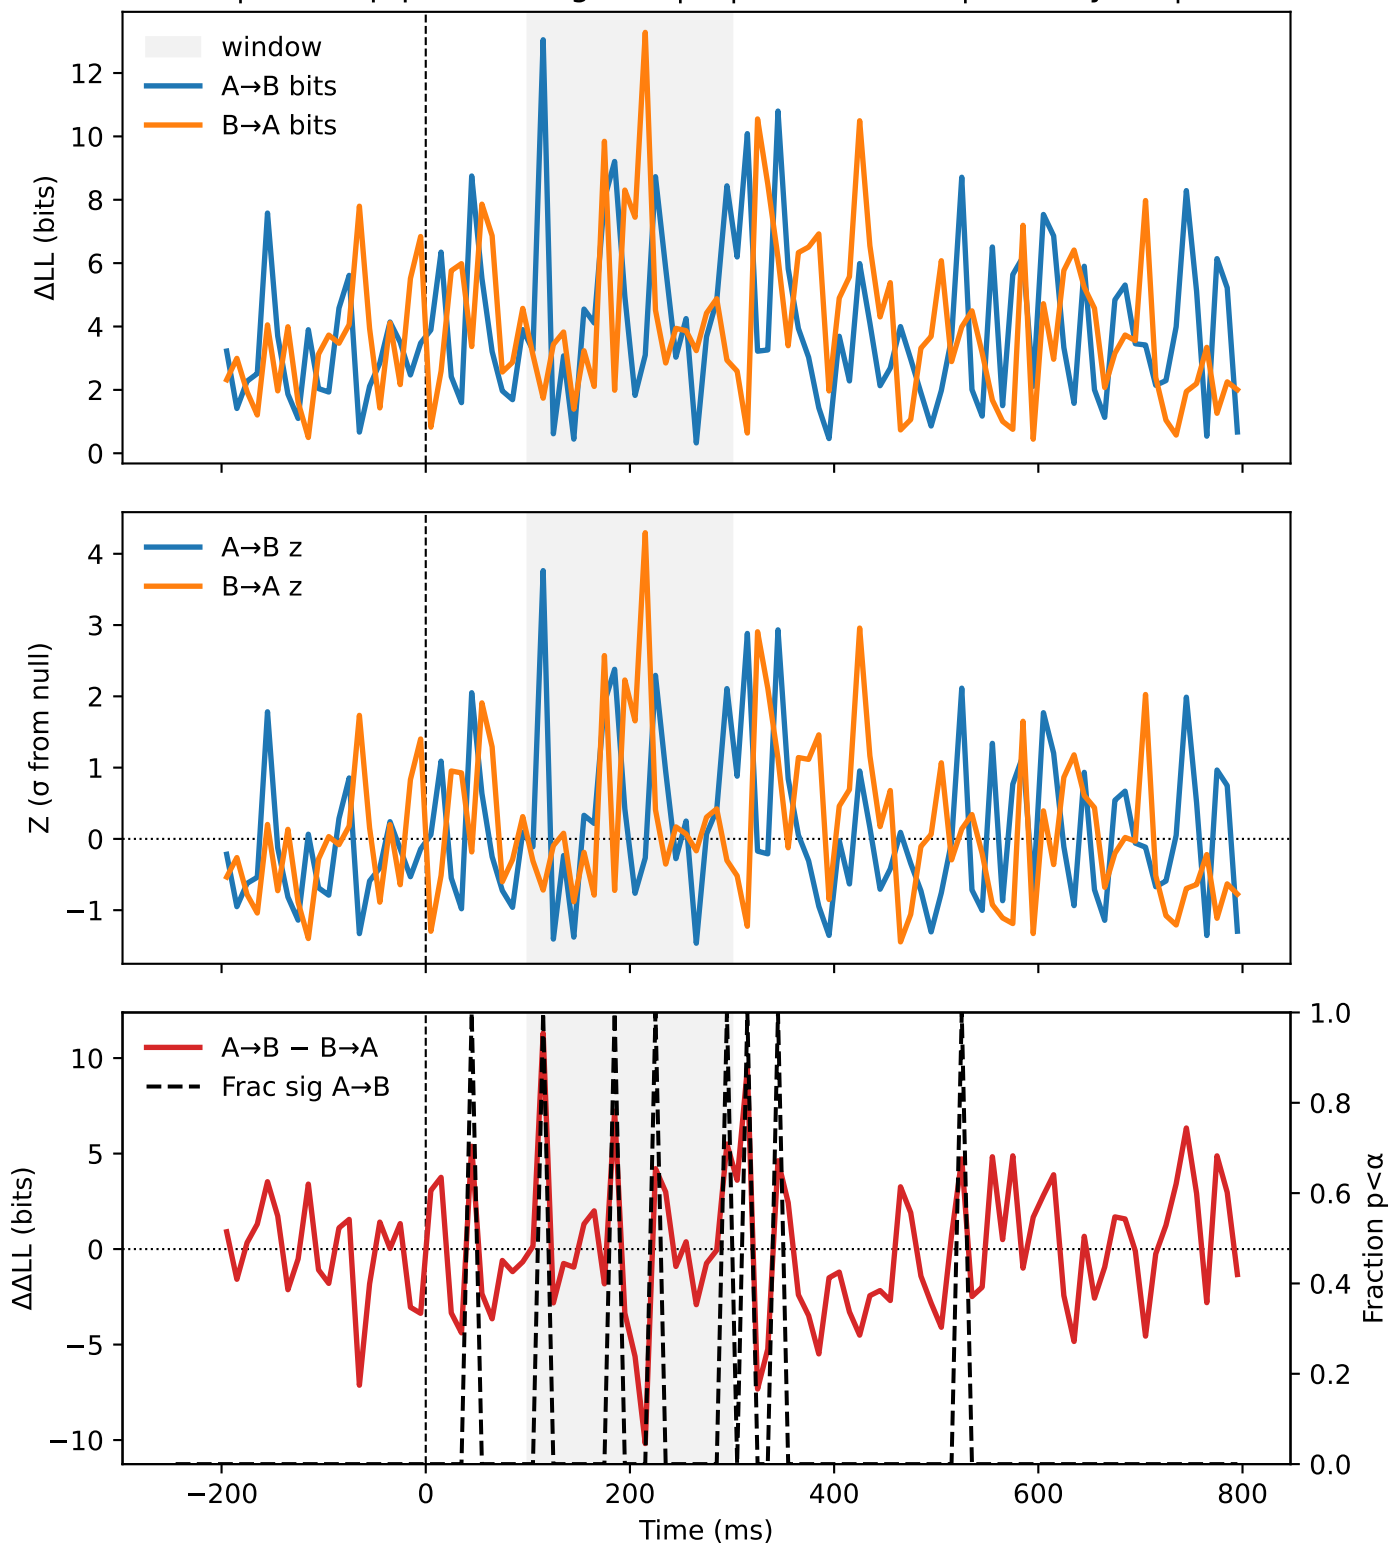 window
A→B bits
B→A bits
ΔLL (bits)
12
10
8
6
4
2
0
A→B z
B→A z
Z (σ from null)
4
3
2
1
0
−1
A→B − B→A
Frac sig A→B
ΔΔLL (bits)
10
5
0
−5
−10
1.0
0.8
0.6
0.4
0.2
0.0
Fraction p<α
−200
0
200
400
600
800
Time (ms)